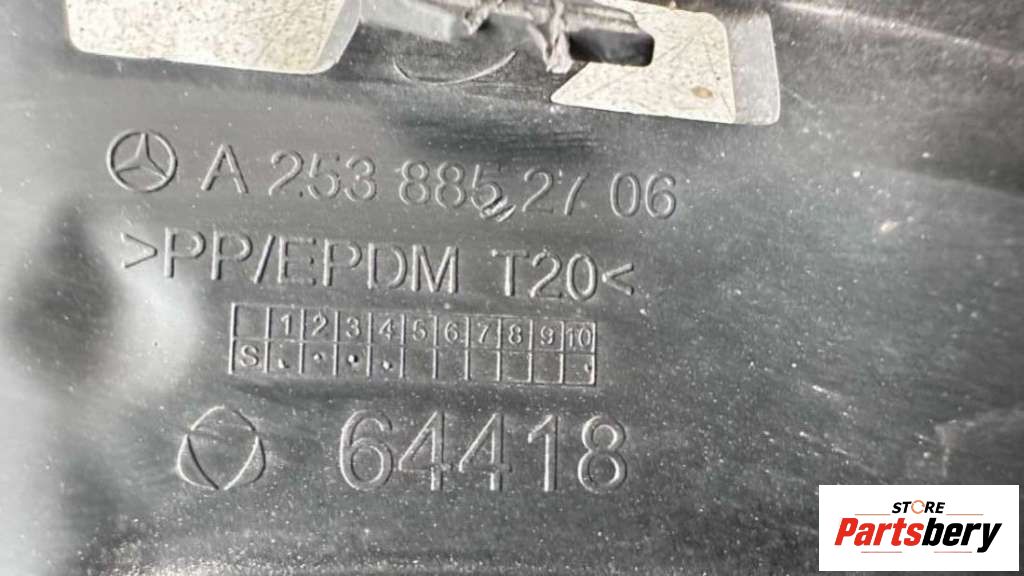 A 253 885 27 06
>PP/EPDM T20<
1 2 3 4 5 6 7 8 9 10
S
64418
STORE
Partsbery